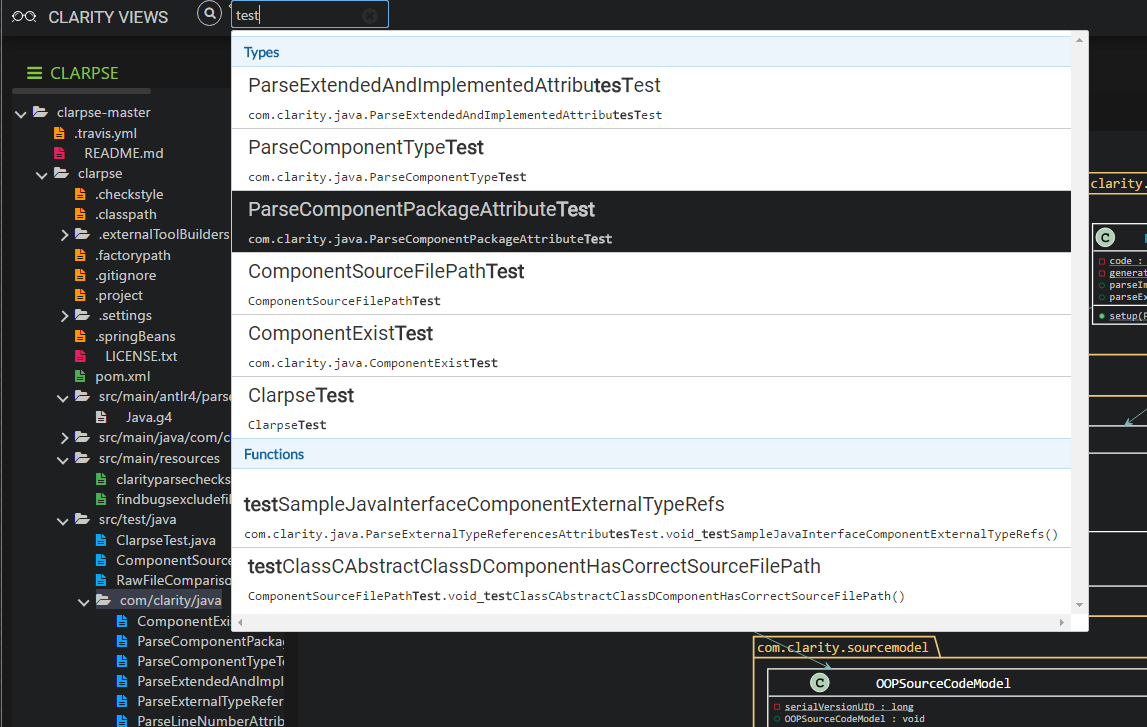 CLARITY VIEWS
test
CLARPSE
clarpse-master
.travis.yml
README.md
clarpse
.checkstyle
.classpath
.externalToolBuilders
.factorypath
.gitignore
.project
.settings
.springBeans
LICENSE.txt
pom.xml
src/main/antlr4/parse
Java.g4
src/main/java/com/c
src/main/resources
clarityparsechecks
findbugsexcludefil
src/test/java
ClarpseTest.java
ComponentSource
RawFileCompariso
com/clarity/java
ComponentExi
ParseComponentPacka
ParseComponentTypeT
ParseExtendedAndImpl
ParseExternalTypeRefer
ParseLineNumberAttrib
Types
ParseExtendedAndImplementedAttributesTest
com.clarity.java.ParseExtendedAndImplementedAttributesTest
ParseComponentTypeTest
com.clarity.java.ParseComponentTypeTest
ParseComponentPackageAttributeTest
com.clarity.java.ParseComponentPackageAttributeTest
ComponentSourceFilePathTest
ComponentSourceFilePathTest
ComponentExistTest
com.clarity.java.ComponentExistTest
ClarpseTest
ClarpseTest
Functions
testSampleJavaInterfaceComponentExternalTypeRefs
com.clarity.java.ParseExternalTypeReferencesAttributesTest.void_testSampleJavaInterfaceComponentExternalTypeRefs()
testClassCAbstractClassDComponentHasCorrectSourceFilePath
ComponentSourceFilePathTest.void_testClassCAbstractClassDComponentHasCorrectSourceFilePath()
clarity.
C
code :
generat
parseIm
parseEx
setup(F
com.clarity.sourcemodel
C OOPSourceCodeModel
serialVersionUID : long
OOPSourceCodeModel : void